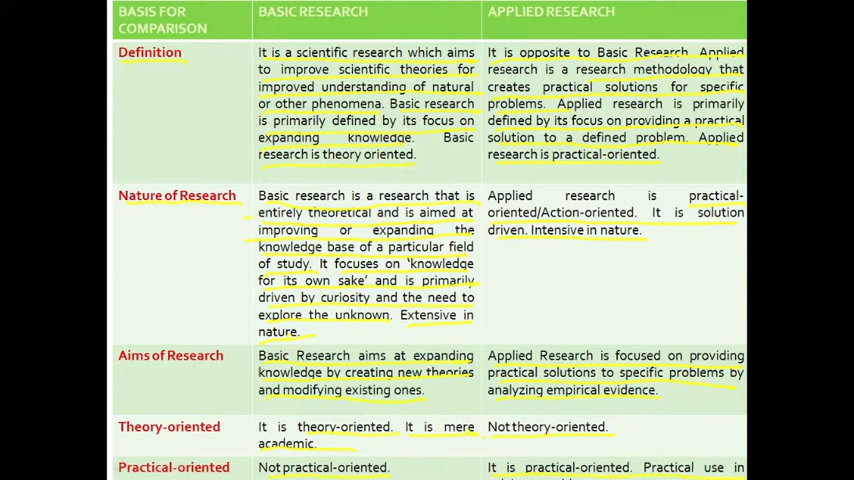 BASIS FOR COMPARISON
BASIC RESEARCH
APPLIED RESEARCH
Definition
It is a scientific research which aims
to improve scientific theories for
improved understanding of natural
or other phenomena. Basic research
is primarily defined by its focus on
expanding knowledge. Basic
research is theory oriented.
It is opposite to Basic Research. Applied
research is a research methodology that
creates practical solutions for specific
problems. Applied research is primarily
defined by its focus on providing a practical
solution to a defined problem. Applied
research is practical-oriented.
Nature of Research
Basic research is a research that is
entirely theoretical and is aimed at
improving or expanding the
knowledge base of a particular field
of study. It focuses on ‘knowledge
for its own sake’ and is primarily
driven by curiosity and the need to
explore the unknown. Extensive in
nature.
Applied research is practical-
oriented/Action-oriented. It is solution
driven. Intensive in nature.
Aims of Research
Basic Research aims at expanding
knowledge by creating new theories
and modifying existing ones.
Applied Research is focused on providing
practical solutions to specific problems by
analyzing empirical evidence.
Theory-oriented
It is theory-oriented. It is mere
academic.
Not theory-oriented.
Practical-oriented
Not practical-oriented.
It is practical-oriented. Practical use in